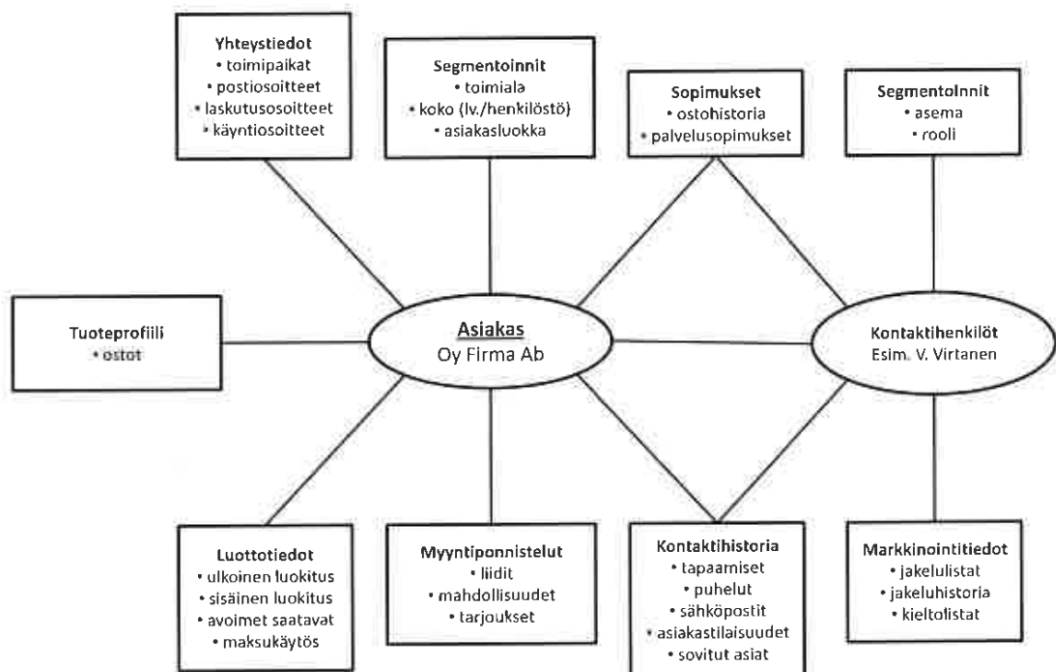 Yhteystiedot
• toimipaikat
• postiosoitteet
• laskutusosoitteet
• käyntiosoitteet
Segmentoinnit
• toimiala
• koko (lv./henkilöstö)
• asiakasluokka
Sopimukset
• ostohistoria
• palvelusopimukset
Segmentoinnit
• asema
• rooli
Tuoteprofiili
• ostot
Asiakas
Oy Firma Ab
Kontaktihenkilöt
Esim. V. Virtanen
Luottotiedot
• ulkoinen luokitus
• sisäinen luokitus
• avoimet saatavat
• maksukäytös
Myyntiponnistelut
• liidit
• mahdollisuudet
• tarjoukset
Kontaktihistoria
• tapaamiset
• puhelut
• sähköpostit
• asiakastilaisuudet
• sovitut asiat
Markkinointitiedot
• jakelulistat
• jakeluhistoria
• kieltolistat